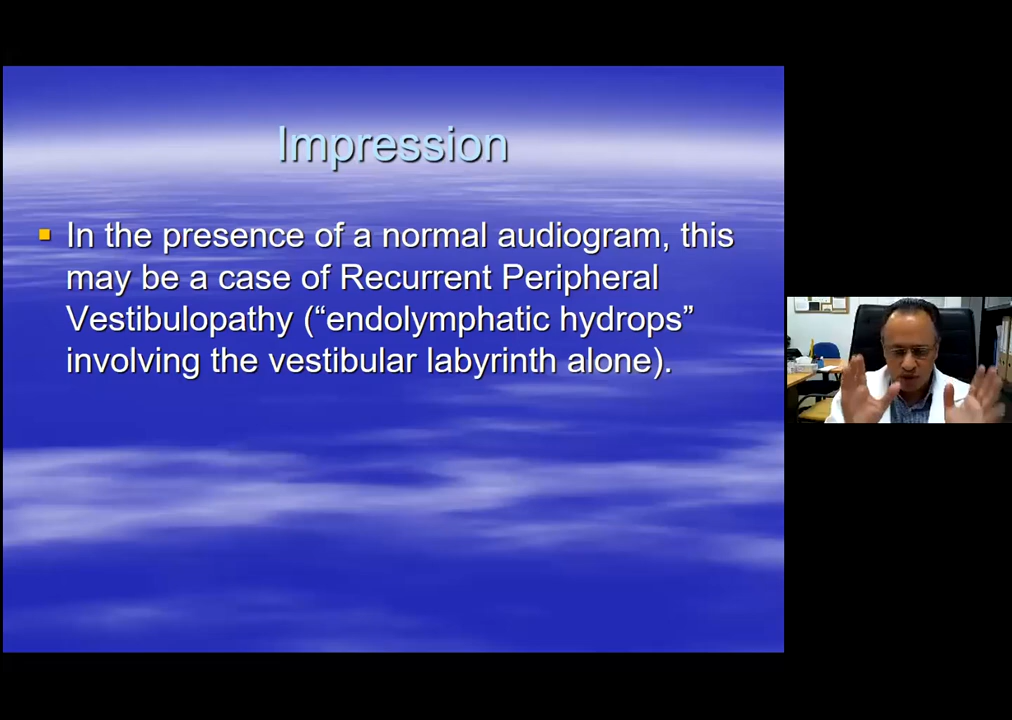 Impression
In the presence of a normal audiogram, this
may be a case of Recurrent Peripheral
Vestibulopathy (“endolymphatic hydrops”
involving the vestibular labyrinth alone).